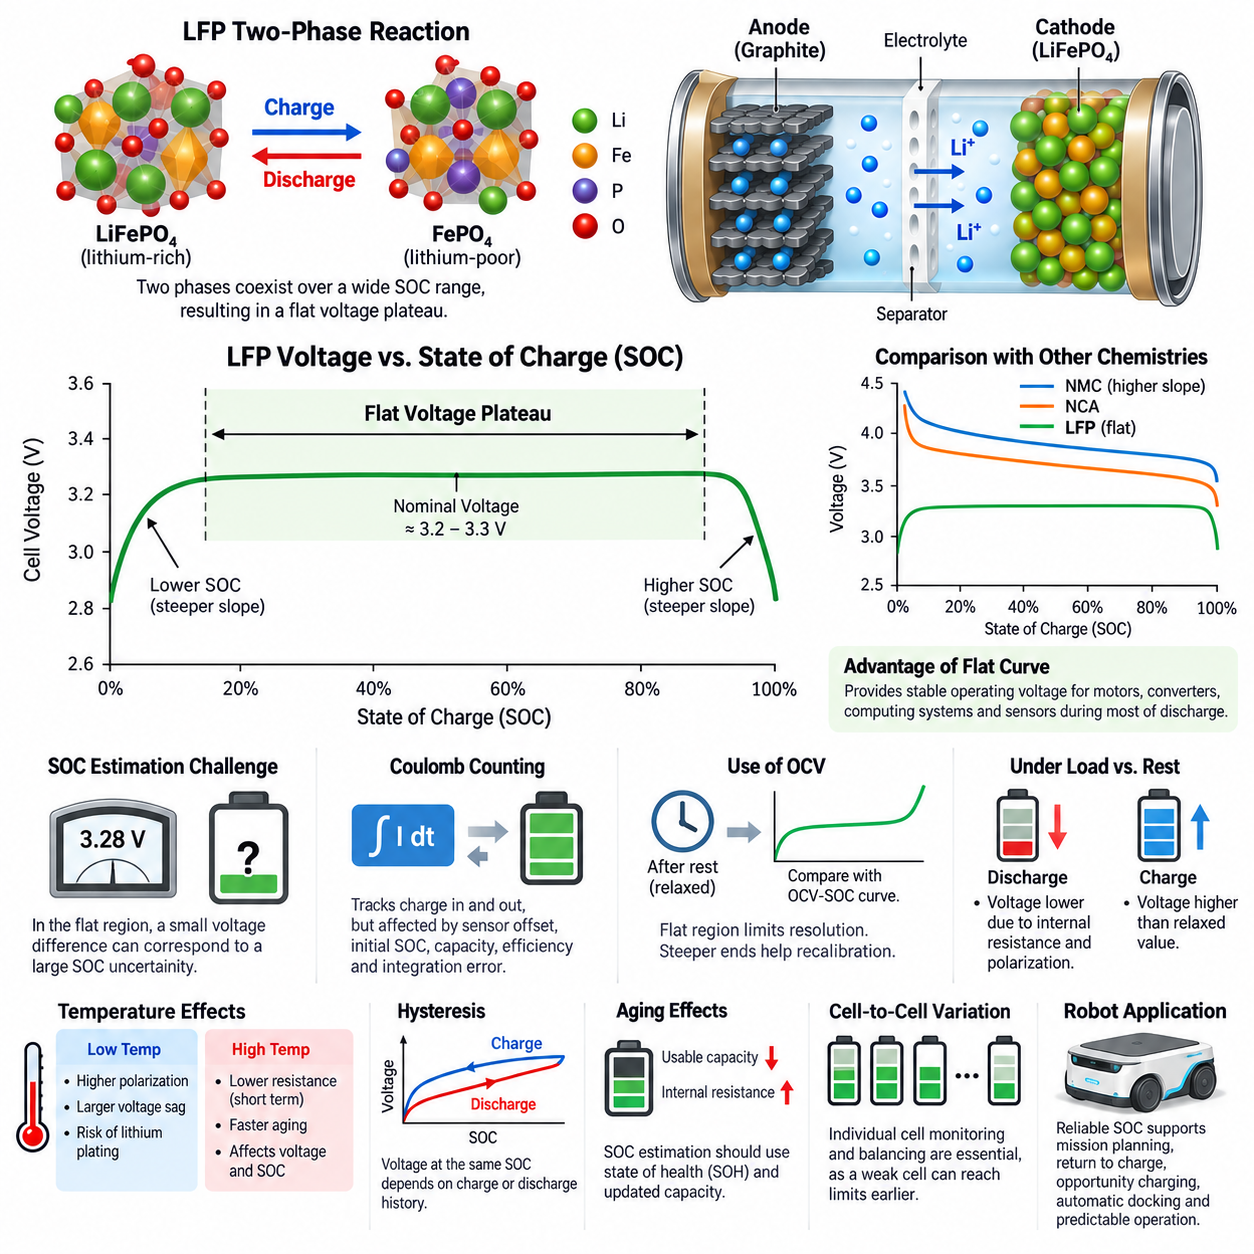 LFP Two-Phase Reaction
Charge
Discharge
LiFePO₄
(lithium-rich)
FePO₄
(lithium-poor)
Li
Fe
P
O
Two phases coexist over a wide SOC range,
resulting in a flat voltage plateau.
Anode
(Graphite)
Electrolyte
Cathode
(LiFePO₄)
Li⁺
Li⁺
Separator
LFP Voltage vs. State of Charge (SOC)
Cell Voltage (V)
3.6
3.4
3.2
3.0
2.8
2.6
Flat Voltage Plateau
Nominal Voltage
≈ 3.2 – 3.3 V
Lower SOC
(steeper slope)
Higher SOC
(steeper slope)
0%
20%
40%
60%
80%
100%
State of Charge (SOC)
Comparison with Other Chemistries
Voltage (V)
4.5
4.0
3.5
3.0
2.5
NMC (higher slope)
NCA
LFP (flat)
0%
20%
40%
60%
80%
100%
State of Charge (SOC)
Advantage of Flat Curve
Provides stable operating voltage for motors, converters,
computing systems and sensors during most of discharge.
SOC Estimation Challenge
3.28 V
?
In the flat region, a small voltage
difference can correspond to a
large SOC uncertainty.
Coulomb Counting
∫ I dt
Tracks charge in and out,
but affected by sensor offset,
initial SOC, capacity, efficiency
and integration error.
Use of OCV
After rest
(relaxed)
Compare with
OCV-SOC curve.
Flat region limits resolution.
Steeper ends help recalibration.
Under Load vs. Rest
Discharge
• Voltage lower
due to internal
resistance and
polarization.
Charge
• Voltage higher
than relaxed
value.
Temperature Effects
Low Temp
• Higher polarization
• Larger voltage sag
• Risk of lithium
plating
High Temp
• Lower resistance
(short term)
• Faster aging
• Affects voltage
and SOC
Hysteresis
Voltage
Charge
Discharge
SOC
Voltage at the same SOC
depends on charge or discharge
history.
Aging Effects
Usable capacity
Internal resistance
SOC estimation should use
state of health (SOH) and
updated capacity.
Cell-to-Cell Variation
•••
Individual cell monitoring
and balancing are essential,
as a weak cell can reach
limits earlier.
Robot Application
Reliable SOC supports
mission planning,
return to charge,
opportunity charging,
automatic docking and
predictable operation.